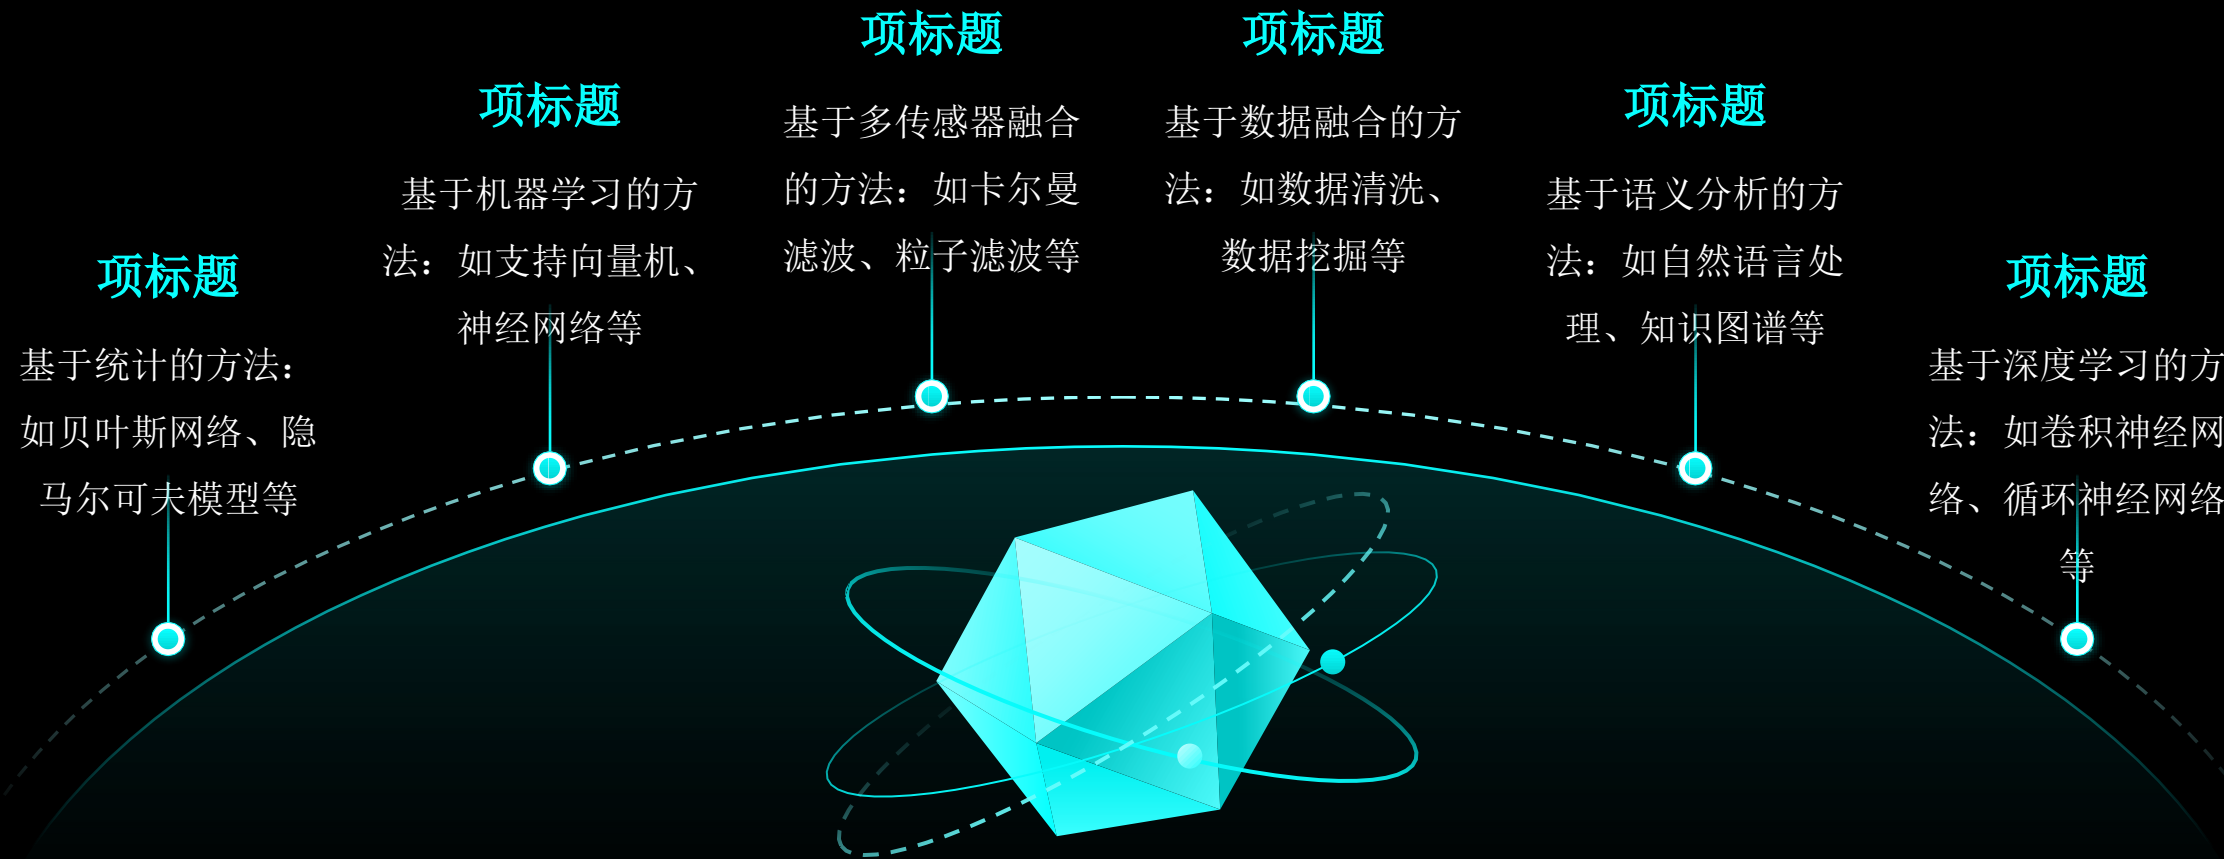 项标题
基于统计的方法：
如贝叶斯网络、隐
马尔可夫模型等
项标题
基于机器学习的方
法：如支持向量机、
神经网络等
项标题
基于多传感器融合
的方法：如卡尔曼
滤波、粒子滤波等
项标题
基于数据融合的方
法：如数据清洗、
数据挖掘等
项标题
基于语义分析的方
法：如自然语言处
理、知识图谱等
项标题
基于深度学习的方
法：如卷积神经网
络、循环神经网络
等